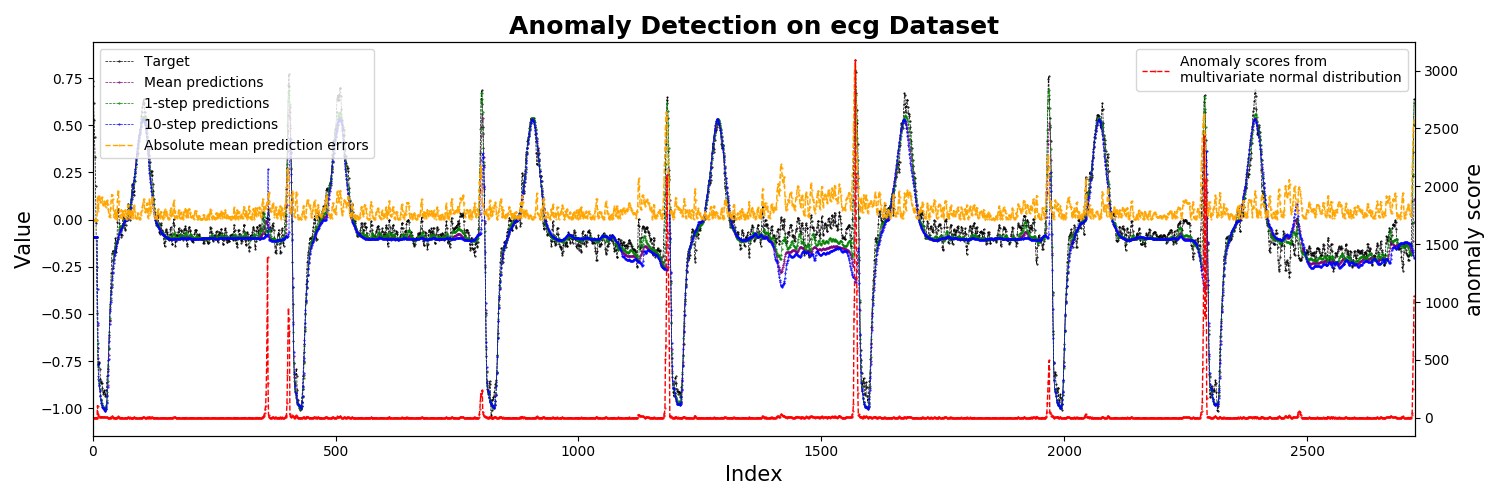 Anomaly Detection on ecg Dataset
Target
Mean predictions
1-step predictions
10-step predictions
Absolute mean prediction errors
Anomaly scores from
multivariate normal distribution
Value
0.75
0.50
0.25
0.00
−0.25
−0.50
−0.75
−1.00
3000
2500
2000
1500
1000
500
0
anomaly score
0
500
1000
1500
2000
2500
Index